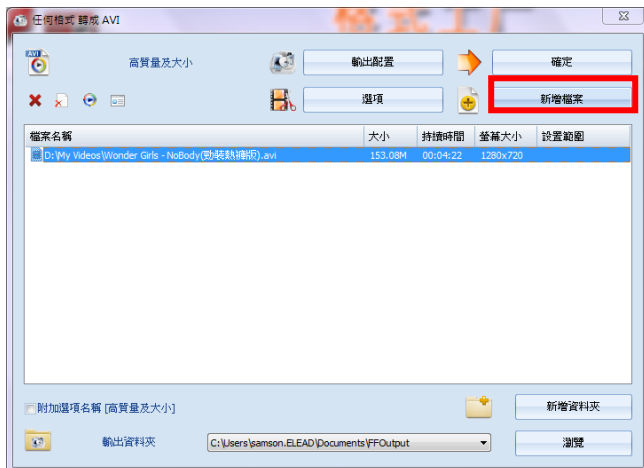 任何格式 轉成 AVI
AVI
高質量及大小
輸出配置
確定
選項
新增檔案
檔案名稱 大小 持續時間 螢幕大小 設置範圍
D:\My Videos\Wonder Girls - NoBody(勁裝熱褲版).avi 153.08M 00:04:22 1280x720
附加選項名稱 [高質量及大小]
新增資料夾
輸出資料夾
C:\Users\samson.ELEAD\Documents\FFOutput
瀏覽